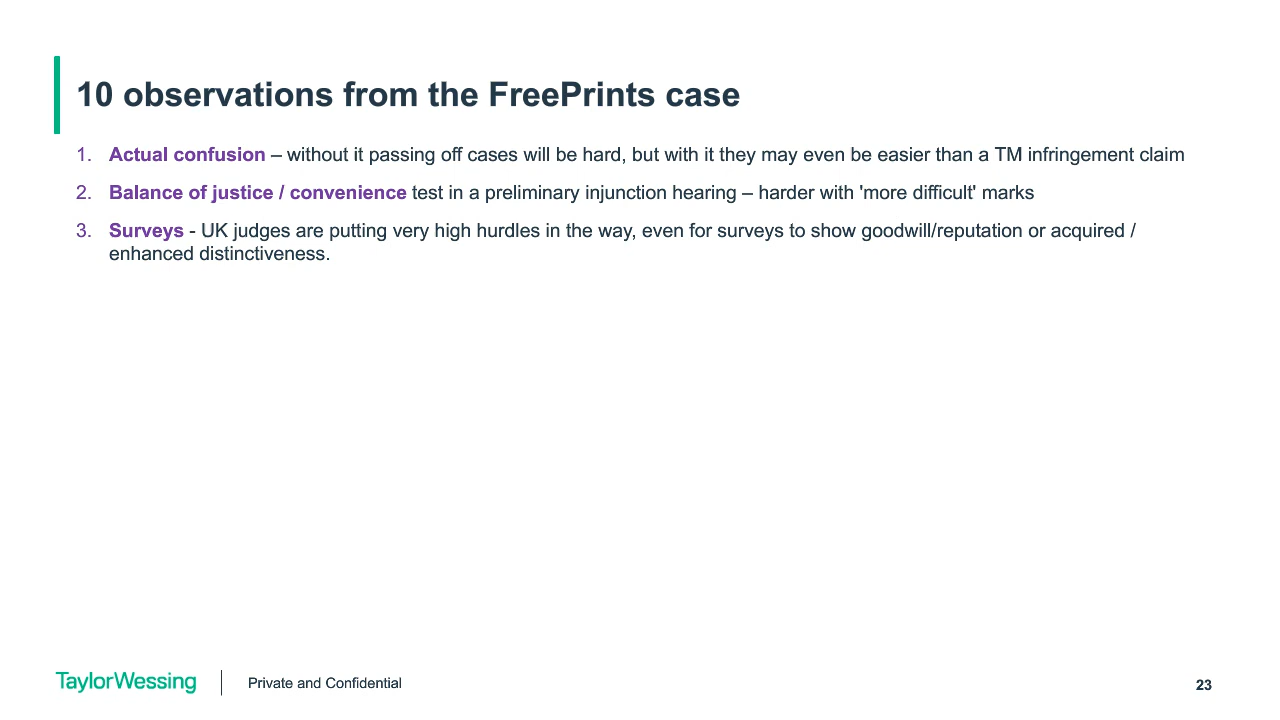 10 observations from the FreePrints case
1. Actual confusion – without it passing off cases will be hard, but with it they may even be easier than a TM infringement claim
2. Balance of justice / convenience test in a preliminary injunction hearing – harder with 'more difficult' marks
3. Surveys - UK judges are putting very high hurdles in the way, even for surveys to show goodwill/reputation or acquired /
enhanced distinctiveness.
TaylorWessing
Private and Confidential
23